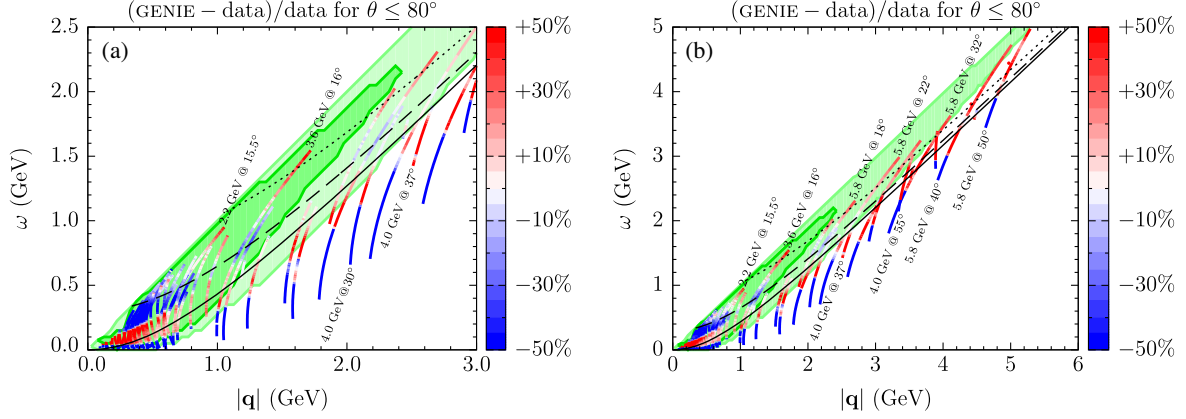 (GENIE − data)/data for θ ≤ 80°
(a)
2.5
2.0
1.5
1.0
0.5
0.0
ω (GeV)
0.0
1.0
2.0
3.0
|q| (GeV)
2.2 GeV @ 15.5°
3.6 GeV @ 16°
4.0 GeV @ 37°
4.0 GeV@30°
+50%
+30%
+10%
−10%
−30%
−50%
(GENIE − data)/data for θ ≤ 80°
(b)
5
4
3
2
1
0
ω (GeV)
0
1
2
3
4
5
6
|q| (GeV)
2.2 GeV @ 15.5°
3.6 GeV @ 16°
5.8 GeV @ 18°
5.8 GeV @ 22°
5.8 GeV @ 32°
4.0 GeV @ 37°
4.0 GeV @ 55°
5.8 GeV @ 40°
5.8 GeV @ 50°
+50%
+30%
+10%
−10%
−30%
−50%